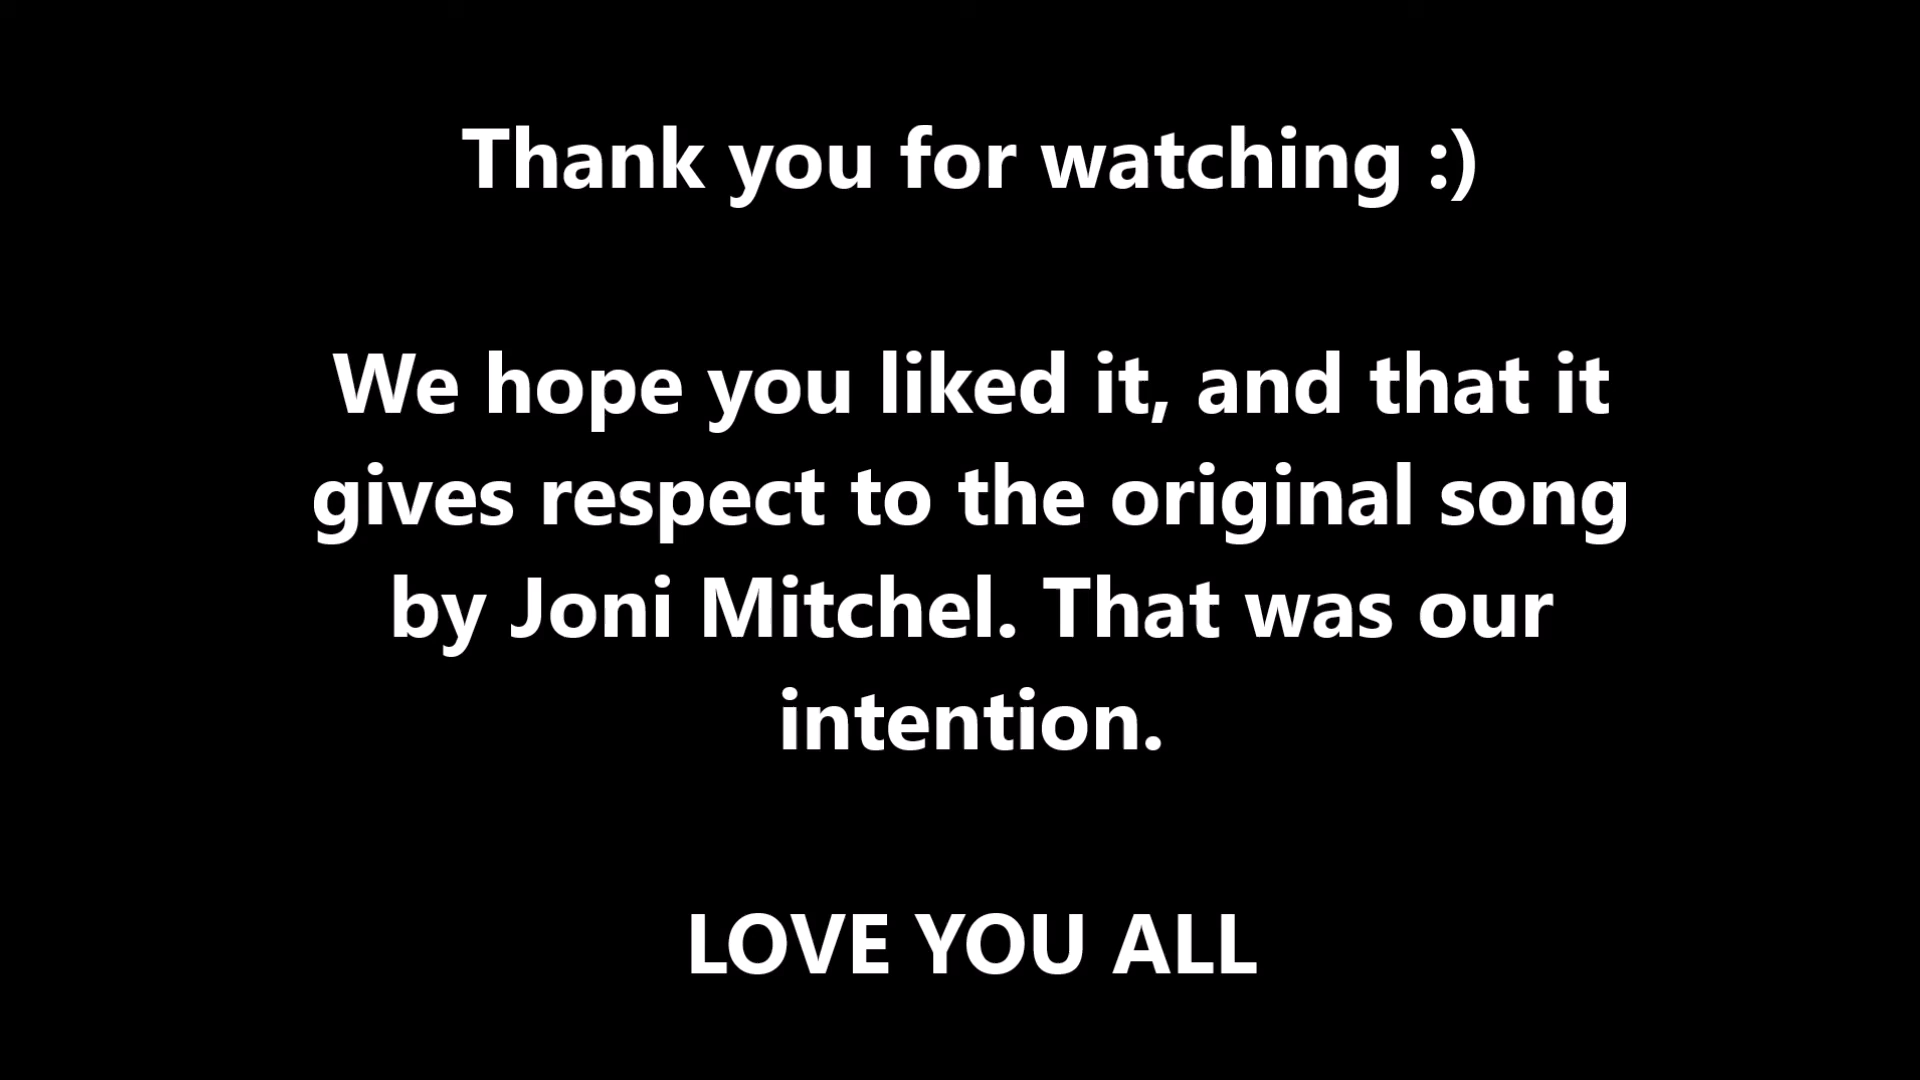 Thank you for watching :)
We hope you liked it, and that it
gives respect to the original song
by Joni Mitchel. That was our
intention.
LOVE YOU ALL